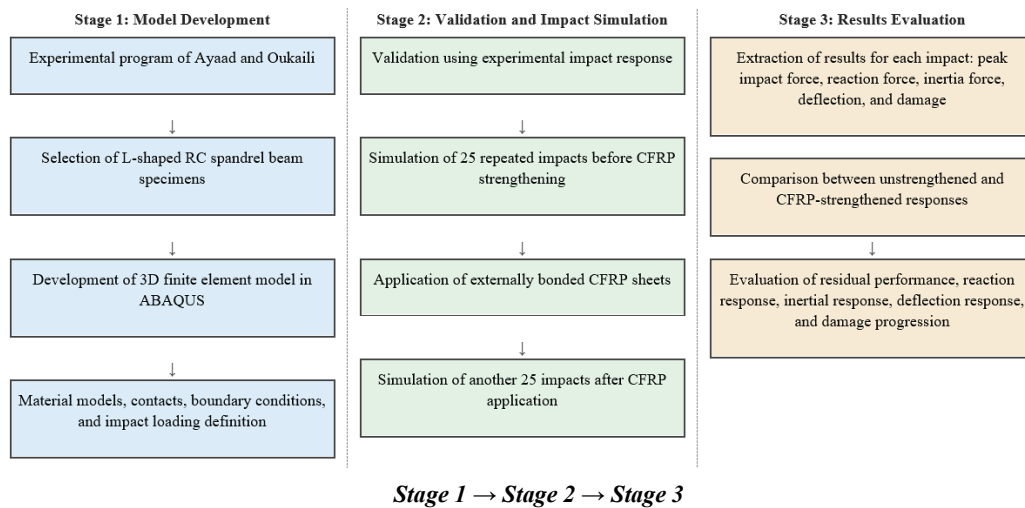 Stage 1: Model Development
Experimental program of Ayaad and Oukaili
↓
Selection of L-shaped RC spandrel beam
specimens
↓
Development of 3D finite element model in
ABAQUS
↓
Material models, contacts, boundary conditions,
and impact loading definition
Stage 2: Validation and Impact Simulation
Validation using experimental impact response
↓
Simulation of 25 repeated impacts before CFRP
strengthening
↓
Application of externally bonded CFRP sheets
↓
Simulation of another 25 impacts after CFRP
application
Stage 3: Results Evaluation
Extraction of results for each impact: peak
impact force, reaction force, inertia force,
deflection, and damage
Comparison between unstrengthened and
CFRP-strengthened responses
↓
Evaluation of residual performance, reaction
response, inertial response, deflection response,
and damage progression
Stage 1 → Stage 2 → Stage 3